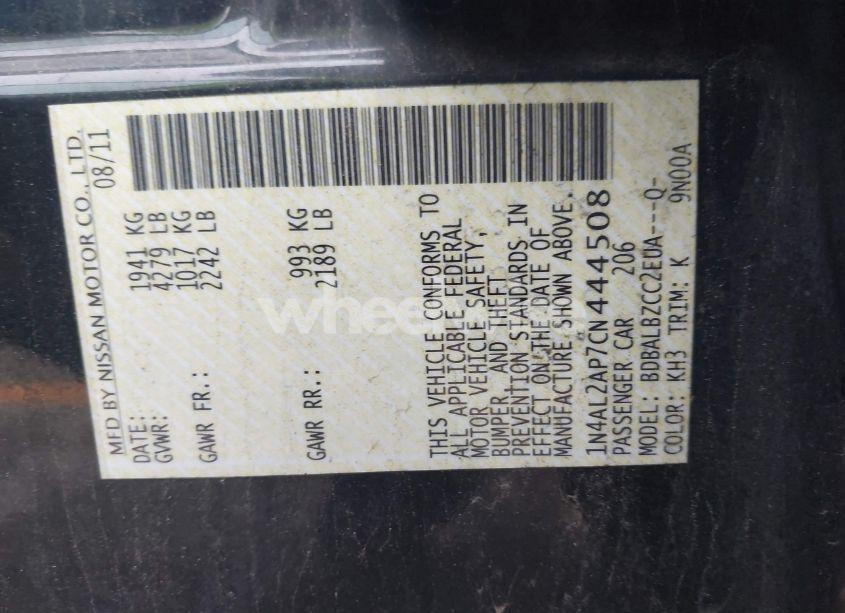 MFD BY NISSAN MOTOR CO., LTD.
DATE: 08/11
GVWR: 1941 KG
4279 LB
GAWR FR.: 1017 KG
2242 LB
GAWR RR.: 993 KG
2189 LB
THIS VEHICLE CONFORMS TO
ALL APPLICABLE FEDERAL
MOTOR VEHICLE SAFETY,
BUMPER, AND THEFT
PREVENTION STANDARDS IN
EFFECT ON THE DATE OF
MANUFACTURE SHOWN ABOVE.
1N4AL2AP7CN444508
PASSENGER CAR 206
MODEL: BDBALBZCC2EUA---Q-
COLOR: KH3 TRIM: K 9N00A